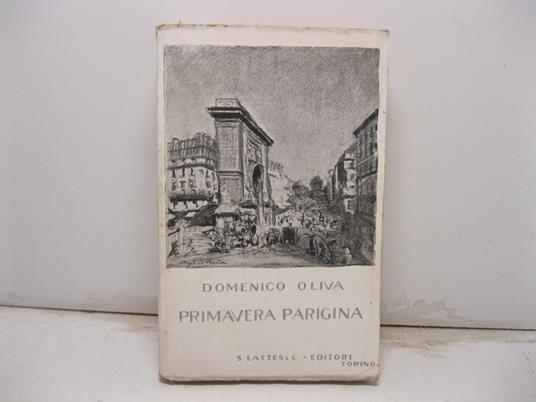 DOMENICO OLIVA
PRIMAVERA PARIGINA
S. LATTES & C. - EDITORI
TORINO